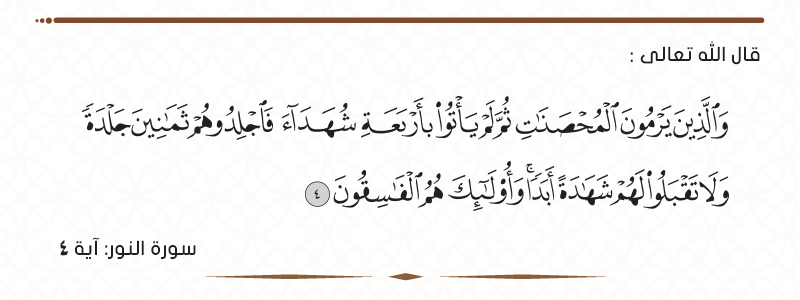 قال الله تعالى :
وَٱلَّذِينَ يَرْمُونَ ٱلْمُحْصَنَٰتِ ثُمَّ لَمْ يَأْتُوا۟ بِأَرْبَعَةِ شُهَدَآءَ فَٱجْلِدُوهُمْ ثَمَٰنِينَ جَلْدَةً
وَلَا تَقْبَلُوا۟ لَهُمْ شَهَٰدَةً أَبَدًۭا ۚ وَأُو۟لَٰٓئِكَ هُمُ ٱلْفَٰسِقُونَ ٤
سورة النور: آية ٤